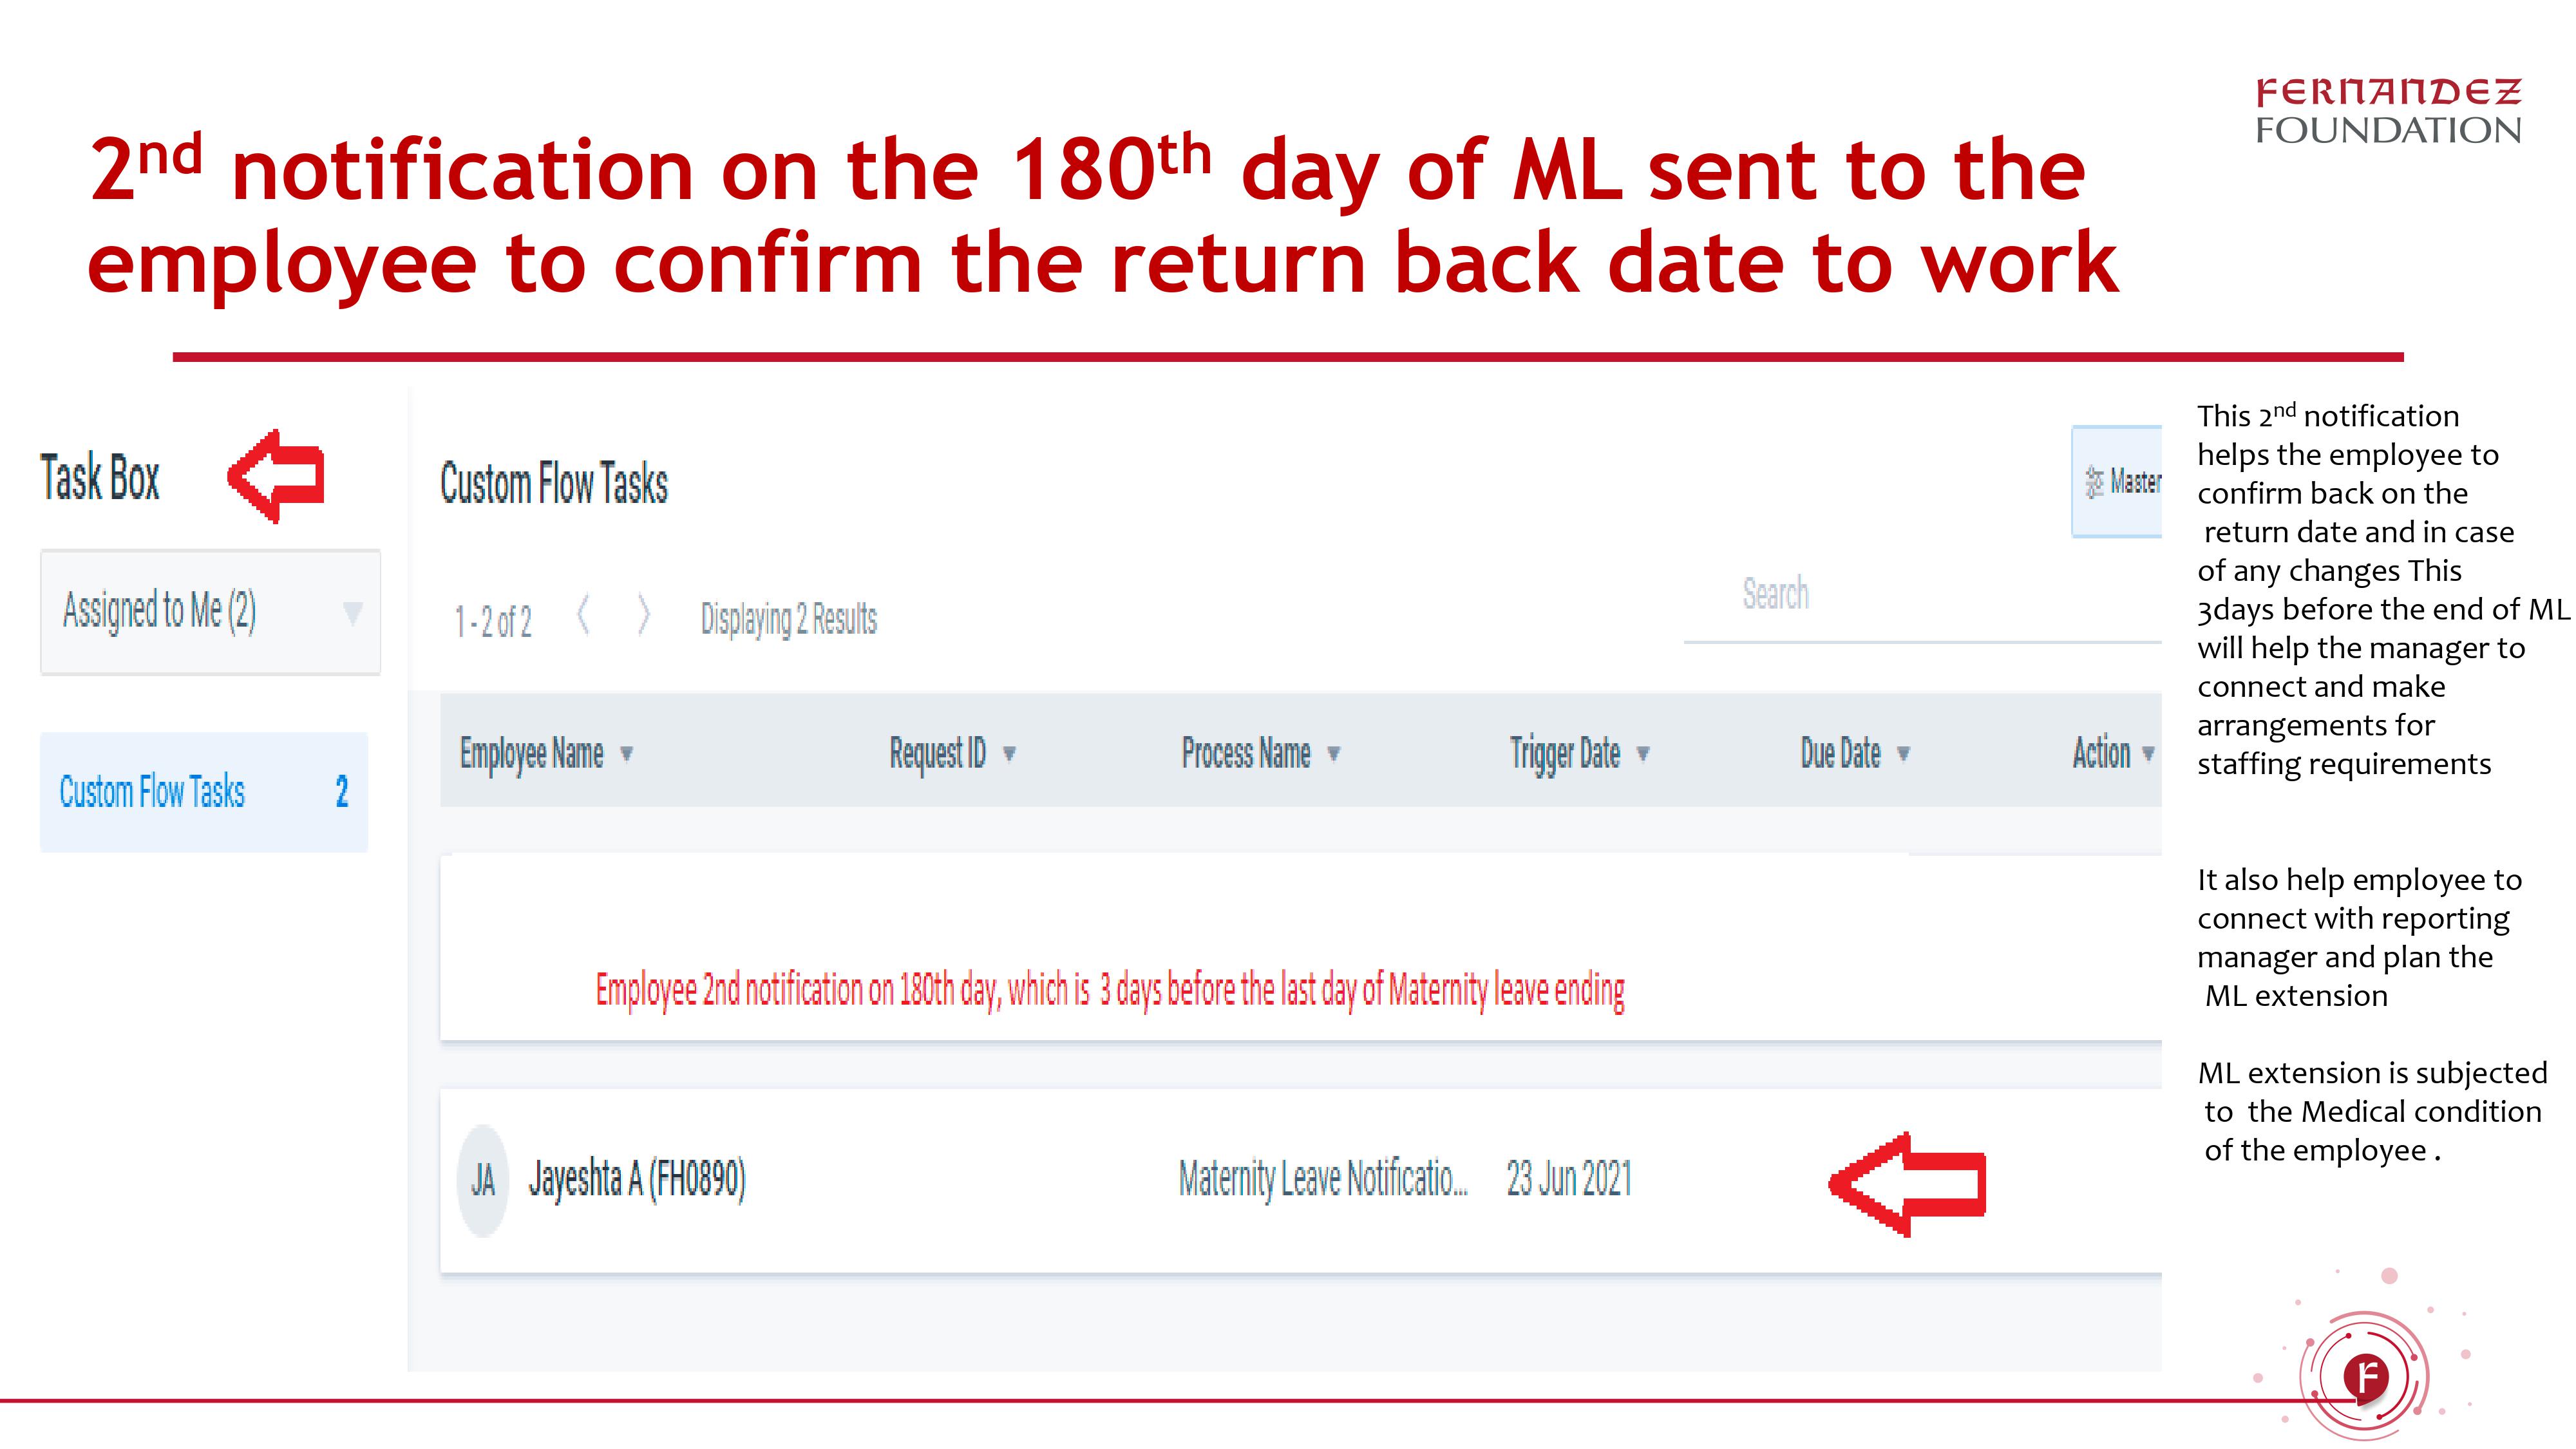 FERNANDEZ
FOUNDATION
2nd notification on the 180th day of ML sent to the
employee to confirm the return back date to work
Task Box
Assigned to Me (2)
Custom Flow Tasks 2
Custom Flow Tasks
Master
1 - 2 of 2 Displaying 2 Results
Search
Employee Name Request ID Process Name Trigger Date Due Date Action
Employee 2nd notification on 180th day, which is 3 days before the last day of Maternity leave ending
JA Jayeshta A (FH0890) Maternity Leave Notificatio... 23 Jun 2021
This 2nd notification
helps the employee to
confirm back on the
return date and in case
of any changes This
3days before the end of ML
will help the manager to
connect and make
arrangements for
staffing requirements
It also help employee to
connect with reporting
manager and plan the
ML extension
ML extension is subjected
to the Medical condition
of the employee .
F